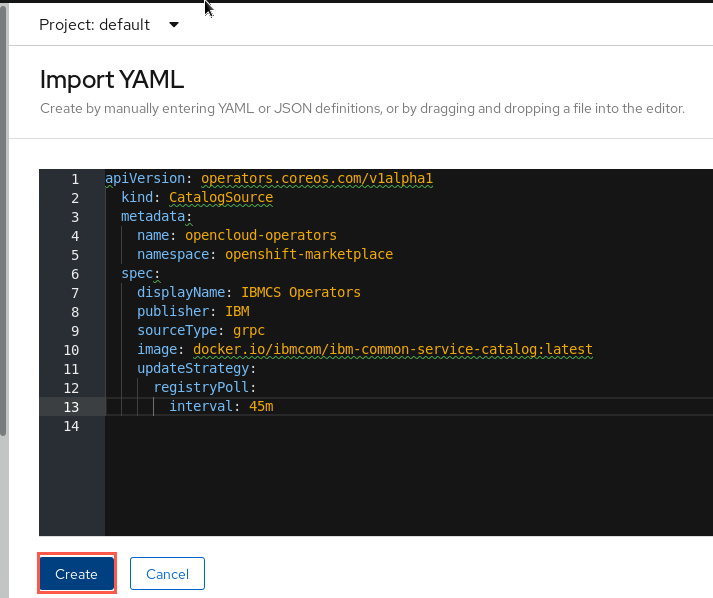 Project: default
Import YAML
Create by manually entering YAML or JSON definitions, or by dragging and dropping a file into the editor.
1 apiVersion: operators.coreos.com/v1alpha1
2   kind: CatalogSource
3   metadata:
4     name: opencloud-operators
5     namespace: openshift-marketplace
6   spec:
7     displayName: IBMCS Operators
8     publisher: IBM
9     sourceType: grpc
10     image: docker.io/ibmcom/ibm-common-service-catalog:latest
11     updateStrategy:
12       registryPoll:
13         interval: 45m
14
Create Cancel